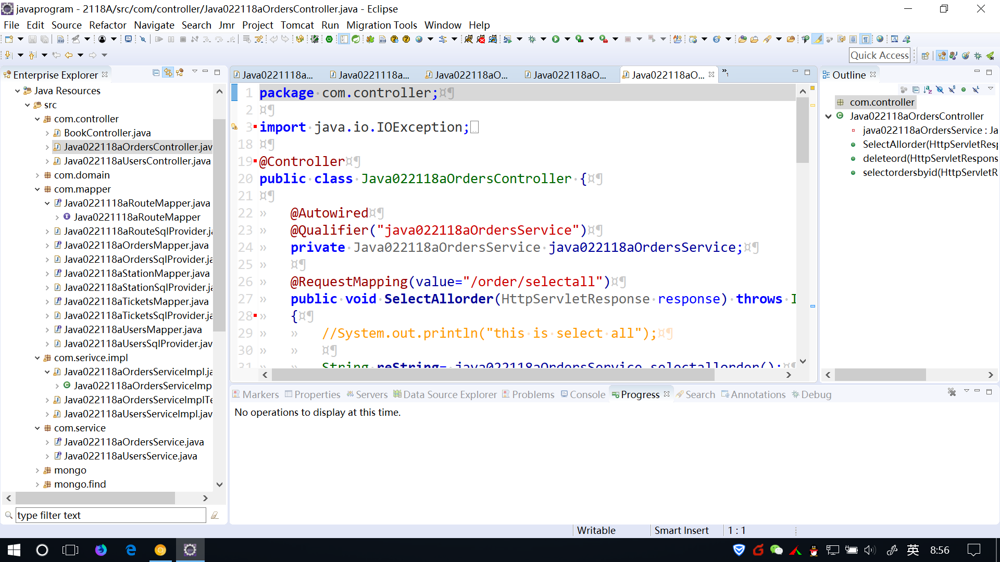 javaprogram - 2118A/src/com/controller/Java022118aOrdersController.java - Eclipse
File Edit Source Refactor Navigate Search Jmr Project Tomcat Run Migration Tools Window Help
Quick Access
Enterprise Explorer
Java Resources
src
com.controller
BookController.java
Java022118aOrdersController.jav
Java022118aUsersController.java
com.domain
com.mapper
Java0221118aRouteMapper.java
Java0221118aRouteMapper
Java0221118aRouteSqlProvider.ja
Java022118aOrdersMapper.java
Java022118aOrdersSqlProvider.ja
Java022118aStationMapper.java
Java022118aStationSqlProvider.ja
Java022118aTicketsMapper.java
Java022118aTicketsSqlProvider.ja
Java022118aUsersMapper.java
Java022118aUsersSqlProvider.jav
com.serivce.impl
Java022118aOrdersServiceImpl.ja
Java022118aOrdersServiceImp
Java022118aOrdersServiceImplTe
Java022118aUsersServiceImpl.jav
com.service
Java022118aOrdersService.java
Java022118aUsersService.java
mongo
mongo.find
type filter text
Java0221118a... Java0221118a... Java022118aO... Java022118aO... Java022118aO... »1
1 package·com.controller;¤¶
2 ¤¶
3 import·java.io.IOException;
18 ¤¶
19 @Controller¤¶
20 public·class·Java022118aOrdersController·{¤¶
21 ¤¶
22 » @Autowired¤¶
23 » @Qualifier("java022118aOrdersService")¤¶
24 » private·Java022118aOrdersService·java022118aOrdersService;¤¶
25 » ¤¶
26 » @RequestMapping(value="/order/selectall")¤¶
27 » public·void·SelectAllorder(HttpServletResponse·response)·throws·I
28 » {¤¶
29 » » //System.out.println("this·is·select·all");¤¶
30 » » ¤¶
31 » » String·reString=·java022118aOrdersService.selectallorder();¤¶
Outline
com.controller
Java022118aOrdersController
java022118aOrdersService : Ja
SelectAllorder(HttpServletResp
deleteord(HttpServletRespons
selectordersbyid(HttpServletR
Markers Properties Servers Data Source Explorer Problems Console Progress Search Annotations Debug
No operations to display at this time.
Writable Smart Insert 1 : 1
英 8:56